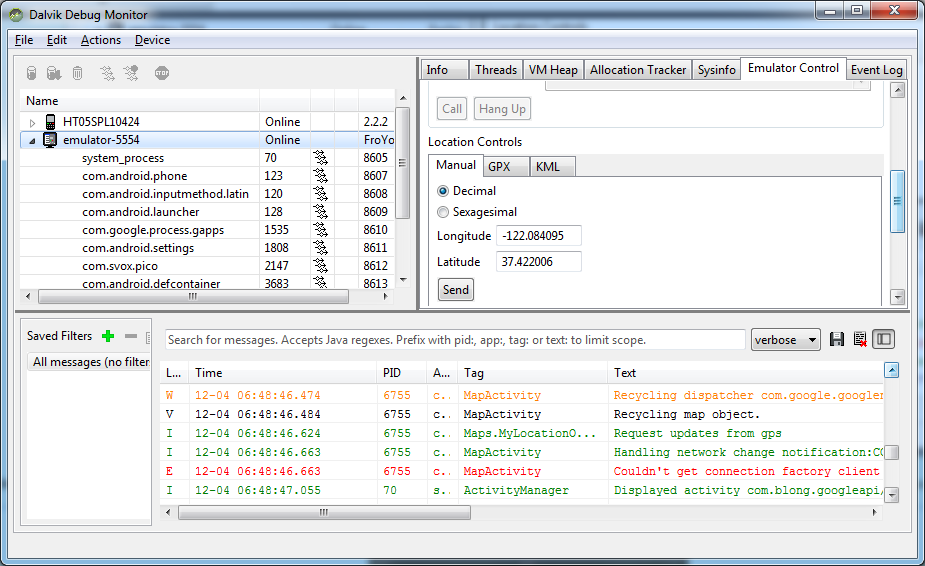 Dalvik Debug Monitor
File Edit Actions Device
Name
HT05SPL10424 Online 2.2.2
emulator-5554 Online FroYo
system_process 70 8605
com.android.phone 123 8607
com.android.inputmethod.latin 120 8608
com.android.launcher 128 8609
com.google.process.gapps 1535 8610
com.android.settings 1808 8611
com.svox.pico 2147 8612
com.android.defcontainer 3683 8613
Info Threads VM Heap Allocation Tracker Sysinfo Emulator Control Event Log
Call Hang Up
Location Controls
Manual GPX KML
Decimal
Sexagesimal
Longitude -122.084095
Latitude 37.422006
Send
Saved Filters
All messages (no filter
Search for messages. Accepts Java regexes. Prefix with pid:, app:, tag: or text: to limit scope. verbose
L... Time PID A... Tag Text
W 12-04 06:48:46.474 6755 c... MapActivity Recycling dispatcher com.google.googlen
V 12-04 06:48:46.484 6755 c... MapActivity Recycling map object.
I 12-04 06:48:46.624 6755 c... Maps.MyLocationO... Request updates from gps
I 12-04 06:48:46.663 6755 c... MapActivity Handling network change notification:CO
E 12-04 06:48:46.663 6755 c... MapActivity Couldn't get connection factory client
I 12-04 06:48:47.055 70 s... ActivityManager Displayed activity com.blong.googleapi/